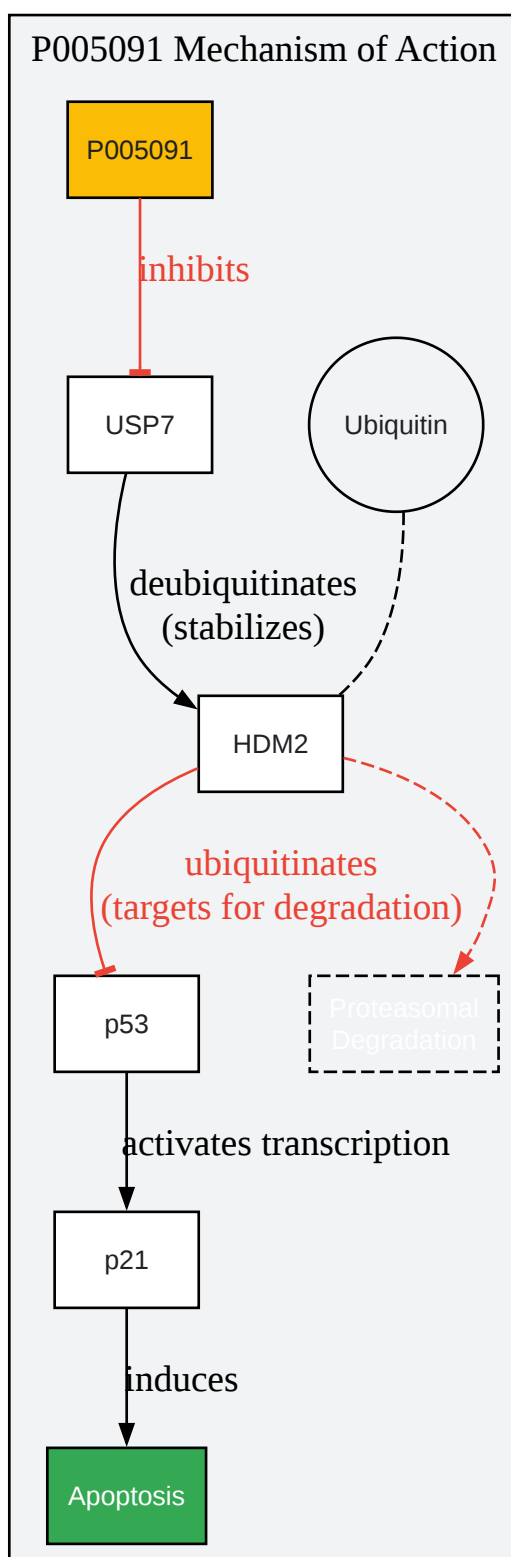 P005091 Mechanism of Action
P005091
inhibits
USP7
Ubiquitin
deubiquitinates
(stabilizes)
HDM2
ubiquitinates
(targets for degradation)
p53
Proteasomal
Degradation
activates transcription
p21
induces
Apoptosis